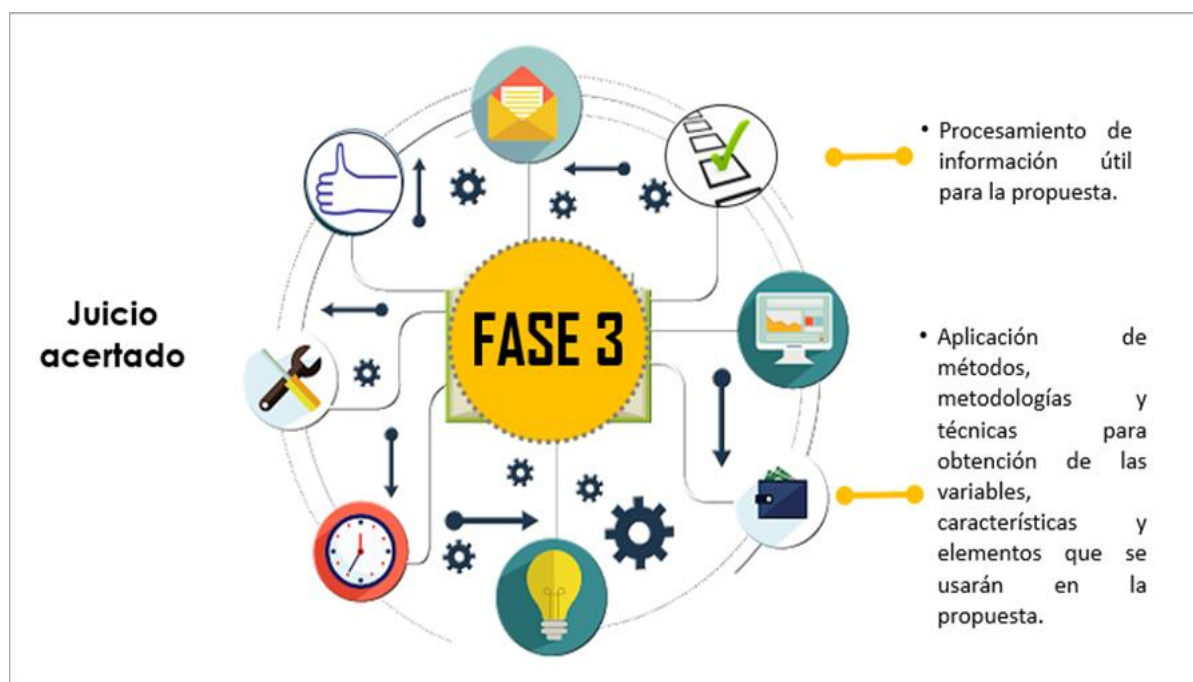 Juicio
acertado
FASE 3
• Procesamiento de
información útil
para la propuesta.
• Aplicación de
métodos,
metodologías y
técnicas para
obtención de las
variables,
características y
elementos que se
usarán en la
propuesta.